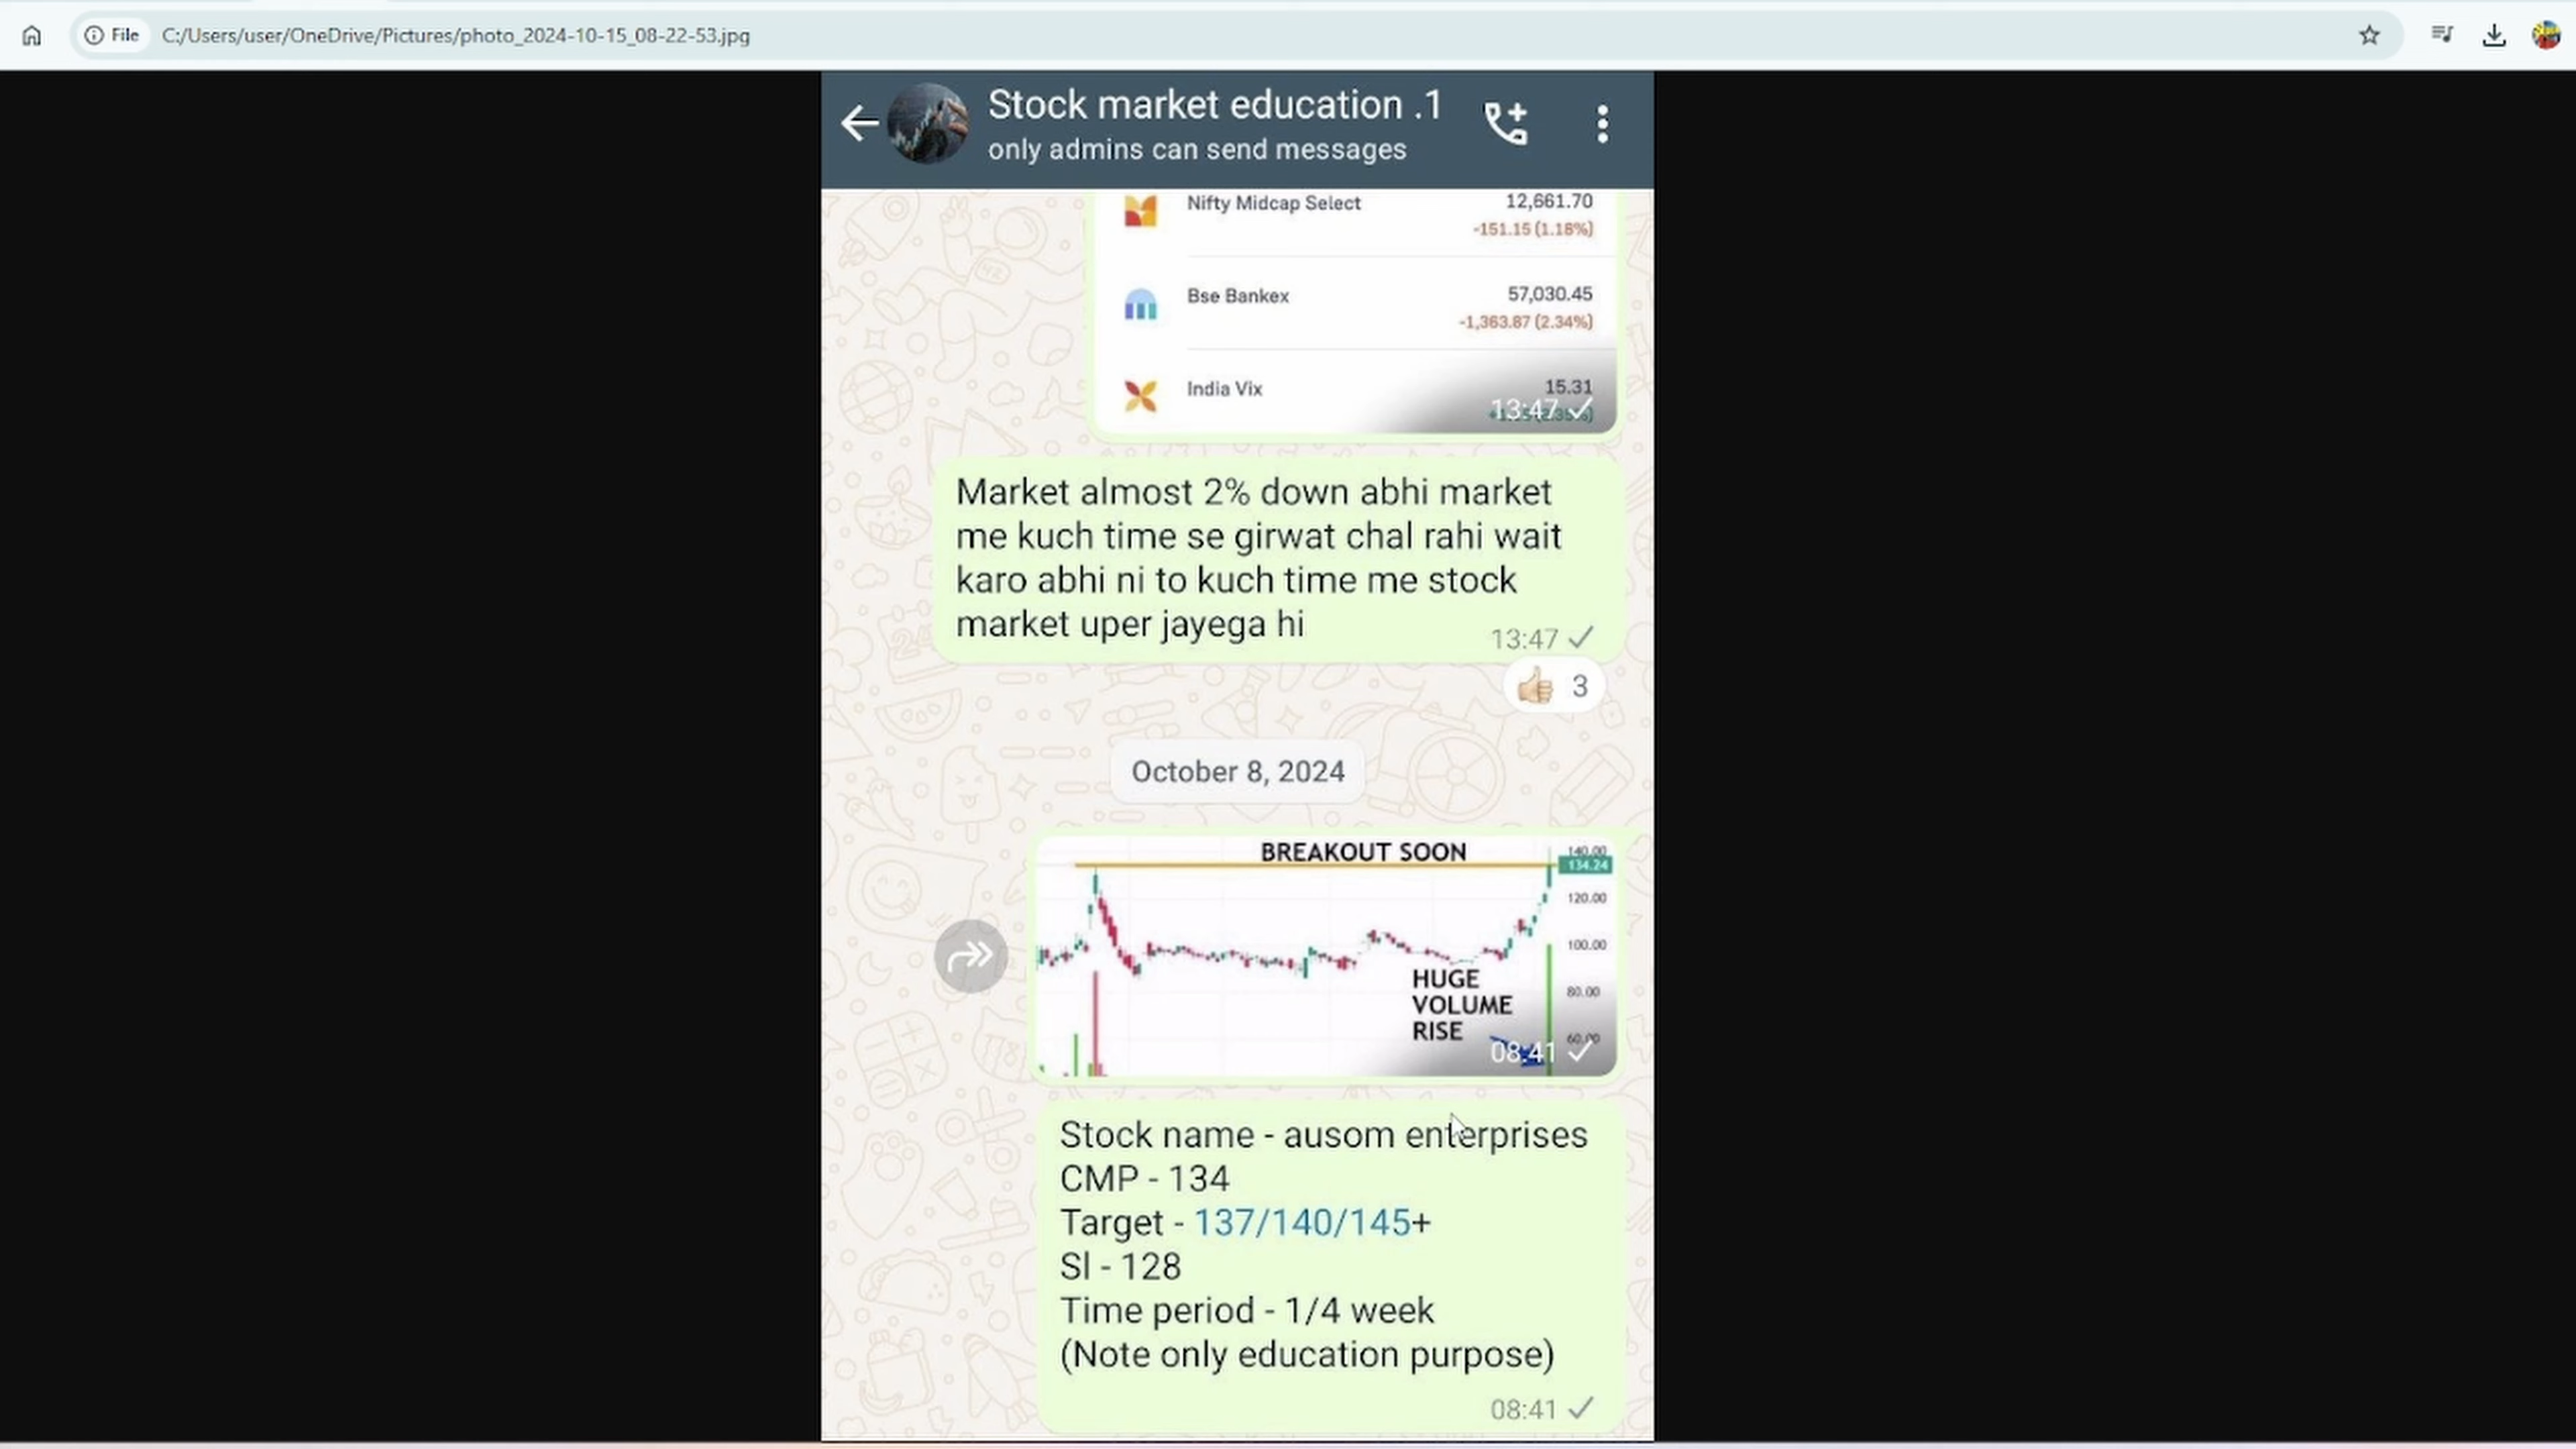 File C:/Users/user/OneDrive/Pictures/photo_2024-10-15_08-22-53.jpg
Stock market education .1
only admins can send messages
Nifty Midcap Select 12,661.70
-151.15 (1.18%)
Bse Bankex 57,030.45
-1,363.87 (2.34%)
India Vix 15.31
13:47
Market almost 2% down abhi market
me kuch time se girwat chal rahi wait
karo abhi ni to kuch time me stock
market uper jayega hi
13:47
3
October 8, 2024
BREAKOUT SOON
140.00
134.24
120.00
100.00
HUGE
VOLUME
RISE
80.00
60.00
08:41
Stock name - ausom enterprises
CMP - 134
Target - 137/140/145+
Sl - 128
Time period - 1/4 week
(Note only education purpose)
08:41